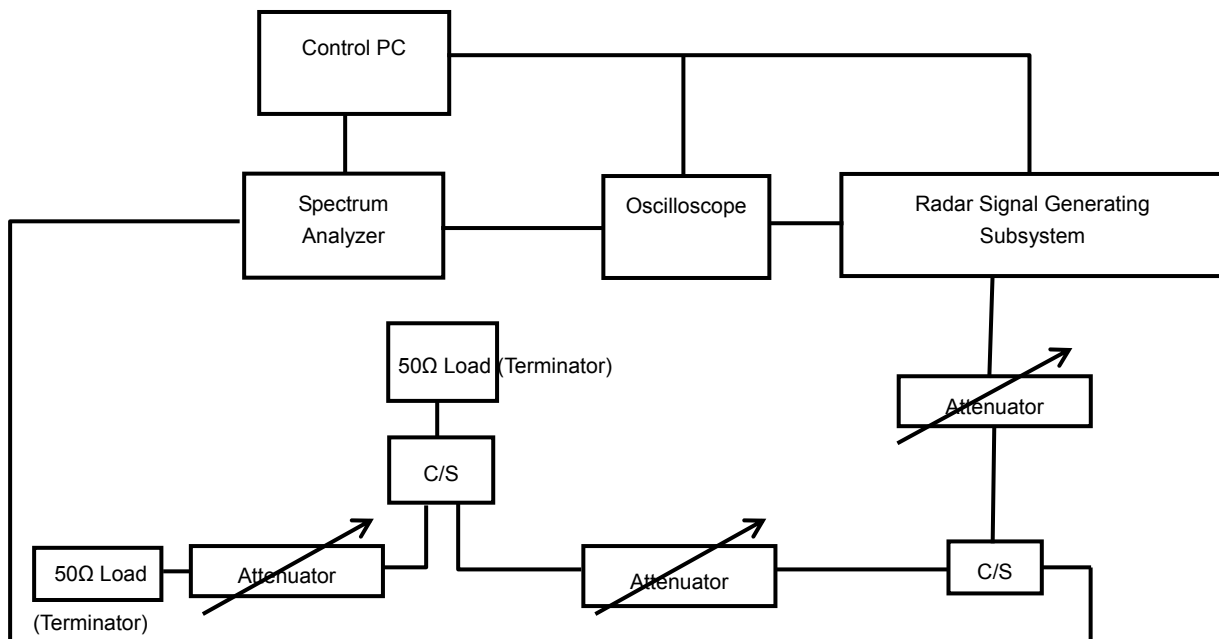 Control PC
Spectrum
Analyzer
Oscilloscope
Radar Signal Generating
Subsystem
50Ω Load (Terminator)
Attenuator
C/S
50Ω Load
(Terminator)
Attenuator
Attenuator
C/S